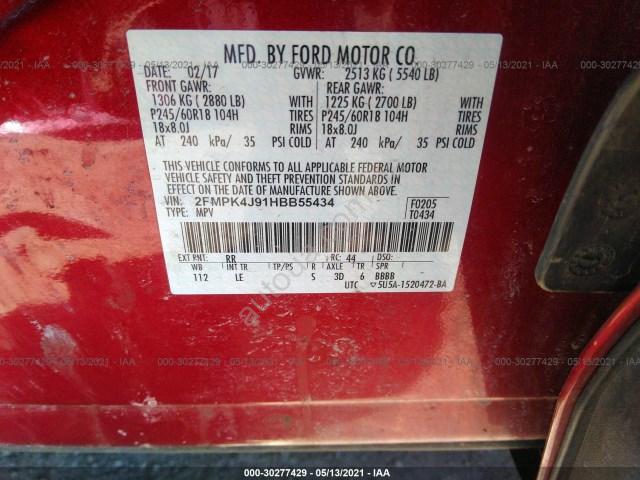 MFD. BY FORD MOTOR CO.
DATE: 02/17 GVWR: 2513 KG ( 5540 LB)
FRONT GAWR: REAR GAWR:
1306 KG ( 2880 LB) WITH 1225 KG ( 2700 LB) WITH
P245/60R18 104H TIRES P245/60R18 104H TIRES
18x8.0J RIMS 18x8.0J RIMS
AT 240 kPa/ 35 PSI COLD AT 240 kPa/ 35 PSI COLD
THIS VEHICLE CONFORMS TO ALL APPLICABLE FEDERAL MOTOR
VEHICLE SAFETY AND THEFT PREVENTION STANDARDS IN EFFECT
ON THE DATE OF MANUFACTURE SHOWN ABOVE.
VIN: 2FMPK4J91HBB55434 F0205
TYPE: MPV T0434
EXT PNT: RR RC: 44 DSO:
WB INT TR TP/PS R AXLE TR SPR
112 LE S 3D 6 BBBB
UTC ▽5U5A-1520472-BA
000-30277429 - 05/13/2021 - IAA